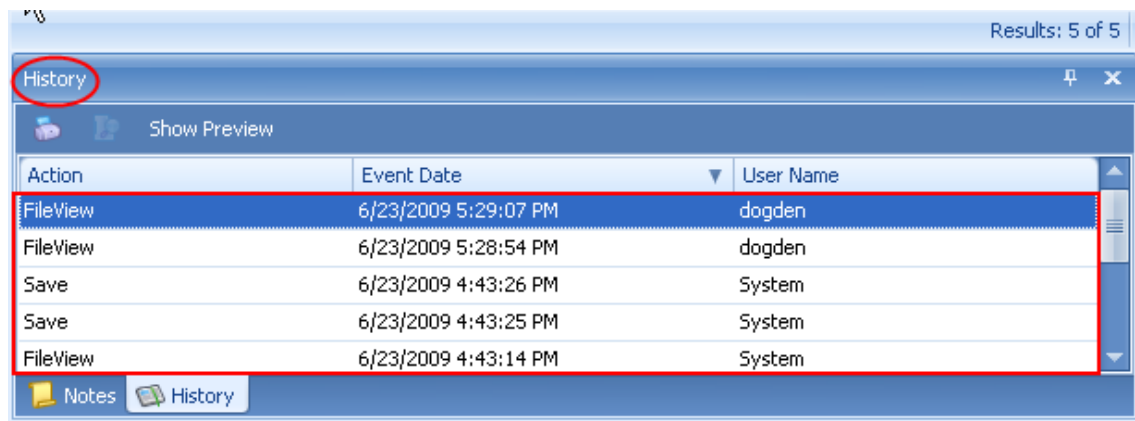 Results: 5 of 5
History
Show Preview
Action Event Date User Name
FileView 6/23/2009 5:29:07 PM dogden
FileView 6/23/2009 5:28:54 PM dogden
Save 6/23/2009 4:43:26 PM System
Save 6/23/2009 4:43:25 PM System
FileView 6/23/2009 4:43:14 PM System
Notes History